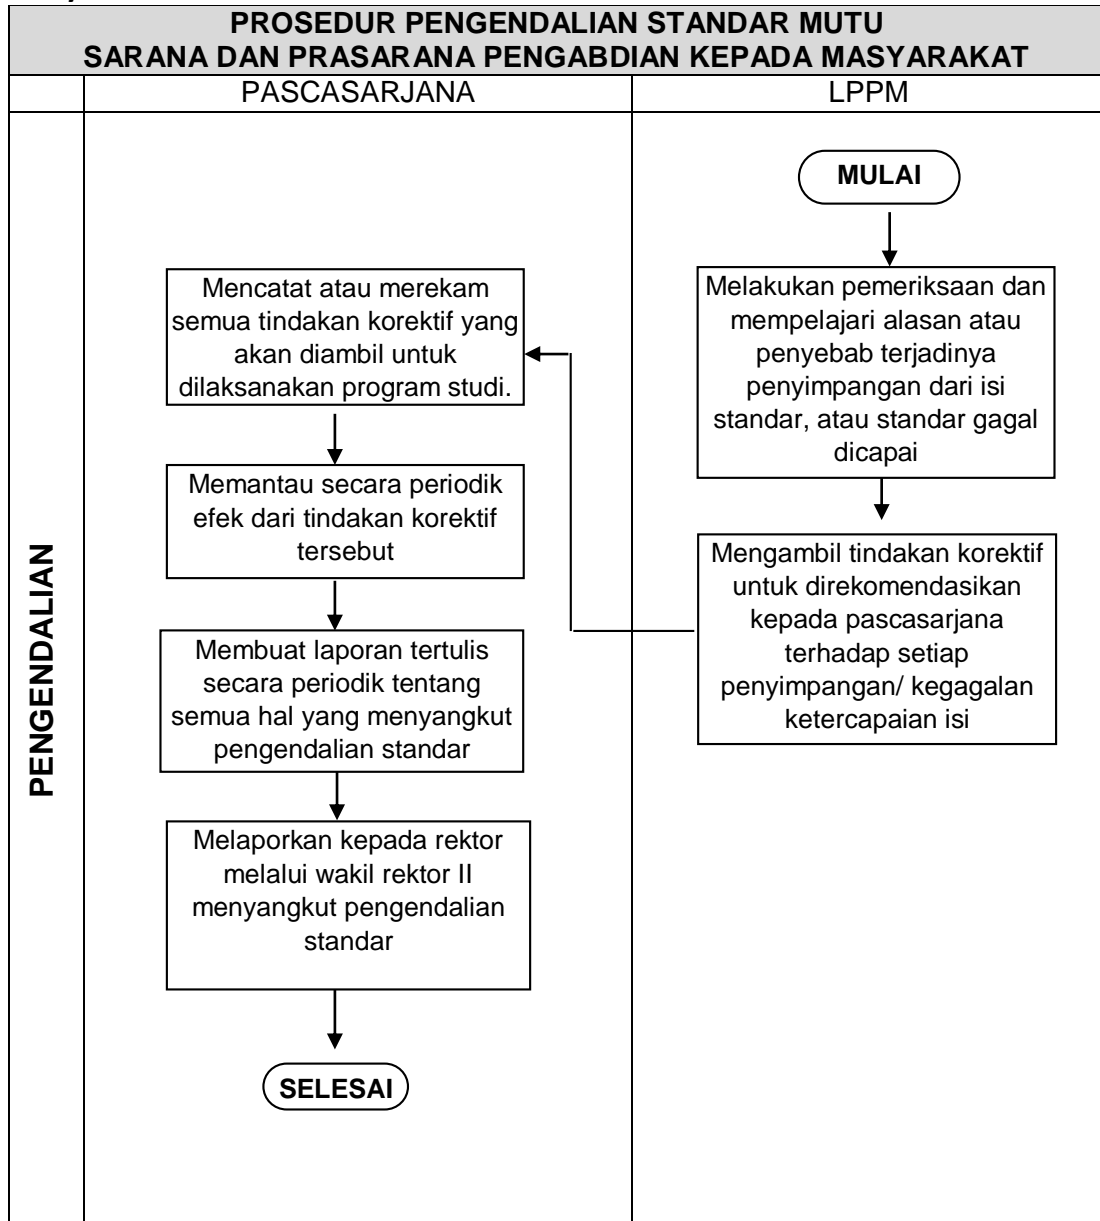 PROSEDUR PENGENDALIAN STANDAR MUTU
SARANA DAN PRASARANA PENGABDIAN KEPADA MASYARAKAT
PASCASARJANA
LPPM
PENGENDALIAN
MULAI
Melakukan pemeriksaan dan
mempelajari alasan atau
penyebab terjadinya
penyimpangan dari isi
standar, atau standar gagal
dicapai
Mengambil tindakan korektif
untuk direkomendasikan
kepada pascasarjana
terhadap setiap
penyimpangan/ kegagalan
ketercapaian isi
Mencatat atau merekam
semua tindakan korektif yang
akan diambil untuk
dilaksanakan program studi.
Memantau secara periodik
efek dari tindakan korektif
tersebut
Membuat laporan tertulis
secara periodik tentang
semua hal yang menyangkut
pengendalian standar
Melaporkan kepada rektor
melalui wakil rektor II
menyangkut pengendalian
standar
SELESAI